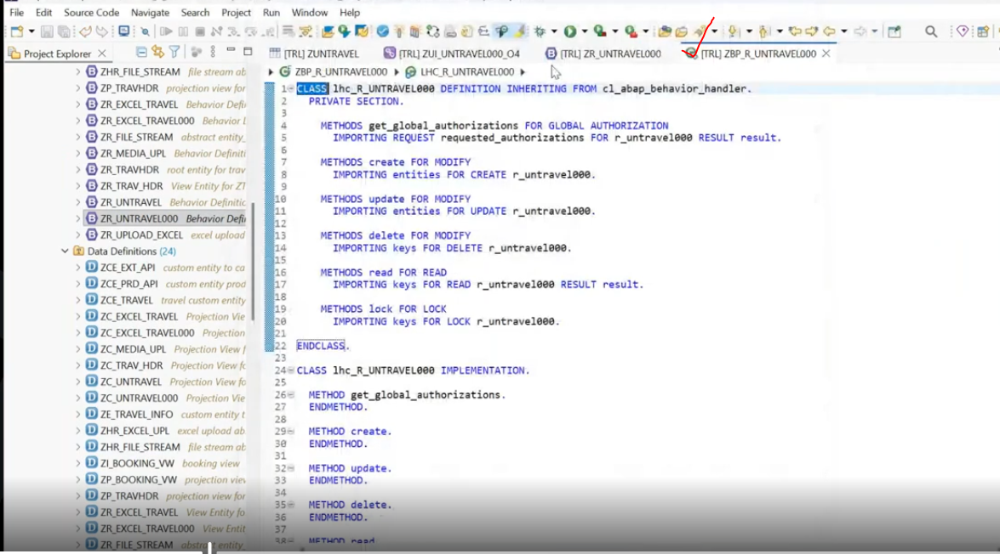 File Edit Source Code Navigate Search Project Run Window Help
Project Explorer
[TRL] ZUNTRAVEL
[TRL] ZUI_UNTRAVEL000_O4
[TRL] ZR_UNTRAVEL000
[TRL] ZBP_R_UNTRAVEL000
ZBP_R_UNTRAVEL000
LHC_R_UNTRAVEL000
ZHR_FILE_STREAM file stream ab
ZP_TRAVHDR projection view for
ZR_EXCEL_TRAVEL Behavior Defi
ZR_EXCEL_TRAVEL000 Behavior
ZR_FILE_STREAM abstract entity_
ZR_MEDIA_UPL Behavior Definiti
ZR_TRAVHDR root entity for trav
ZR_TRAV_HDR View Entity for ZT
ZR_UNTRAVEL Behavior Definitic
ZR_UNTRAVEL000 Behavior Defi
ZR_UPLOAD_EXCEL excel upload
Data Definitions (24)
ZCE_EXT_API custom entity to ca
ZCE_PRD_API custom entity prod
ZCE_TRAVEL travel custom entity
ZC_EXCEL_TRAVEL Projection Vie
ZC_EXCEL_TRAVEL000 Projection
ZC_MEDIA_UPL Projection View f
ZC_TRAV_HDR Projection View fo
ZC_UNTRAVEL Projection View fo
ZC_UNTRAVEL000 Projection Vie
ZE_TRAVEL_INFO custom entity t
ZHR_EXCEL_UPL excel upload ab
ZHR_FILE_STREAM file stream ab
ZI_BOOKING_VW booking view
ZP_BOOKING_VW projection view
ZP_TRAVHDR projection view for
ZR_EXCEL_TRAVEL View Entity fo
ZR_EXCEL_TRAVEL000 View Entit
ZR_FILE_STREAM abstract entity_
1 CLASS lhc_R_UNTRAVEL000 DEFINITION INHERITING FROM cl_abap_behavior_handler.
2 PRIVATE SECTION.
3
4 METHODS get_global_authorizations FOR GLOBAL AUTHORIZATION
5 IMPORTING REQUEST requested_authorizations FOR r_untravel000 RESULT result.
6
7 METHODS create FOR MODIFY
8 IMPORTING entities FOR CREATE r_untravel000.
9
10 METHODS update FOR MODIFY
11 IMPORTING entities FOR UPDATE r_untravel000.
12
13 METHODS delete FOR MODIFY
14 IMPORTING keys FOR DELETE r_untravel000.
15
16 METHODS read FOR READ
17 IMPORTING keys FOR READ r_untravel000 RESULT result.
18
19 METHODS lock FOR LOCK
20 IMPORTING keys FOR LOCK r_untravel000.
21
22 ENDCLASS.
23
24 CLASS lhc_R_UNTRAVEL000 IMPLEMENTATION.
25
26 METHOD get_global_authorizations.
27 ENDMETHOD.
28
29 METHOD create.
30 ENDMETHOD.
31
32 METHOD update.
33 ENDMETHOD.
34
35 METHOD delete.
36 ENDMETHOD.
37
38 METHOD read